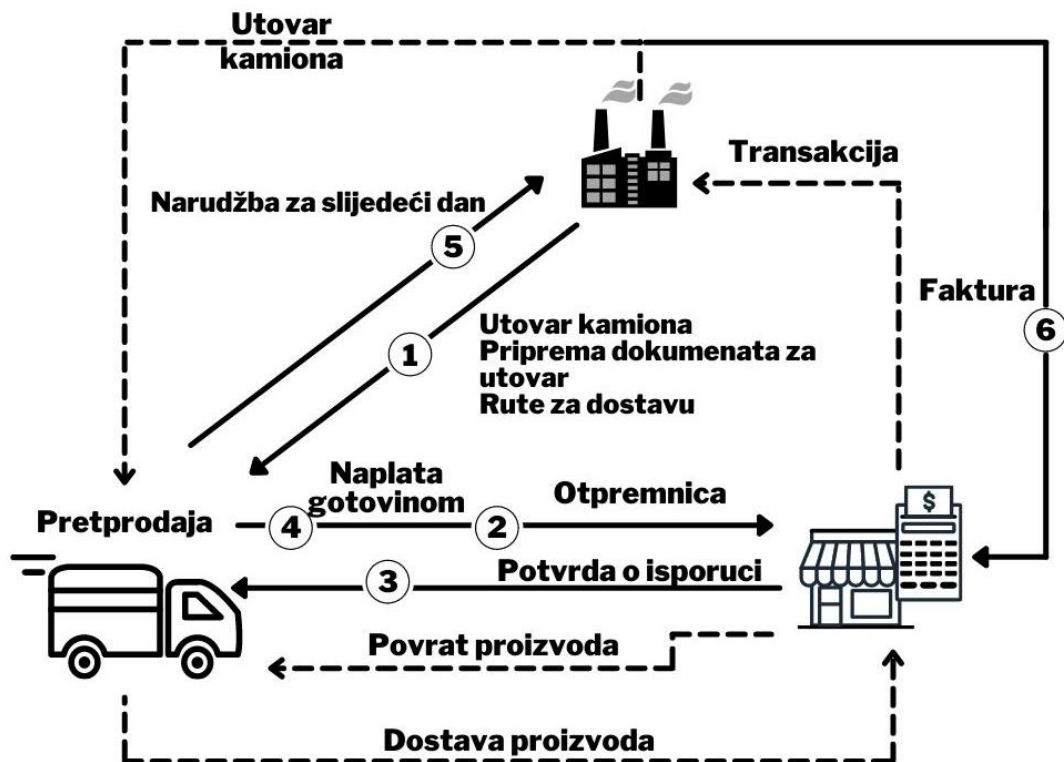 Utovar
kamiona
Transakcija
Narudžba za slijedeći dan
5
Faktura
6
1
Utovar kamiona
Priprema dokumenata za
utovar
Rute za dostavu
Naplata
gotovinom
Otpremnica
Pretprodaja
4
2
$
3
Potvrda o isporuci
Povrat proizvoda
Dostava proizvoda